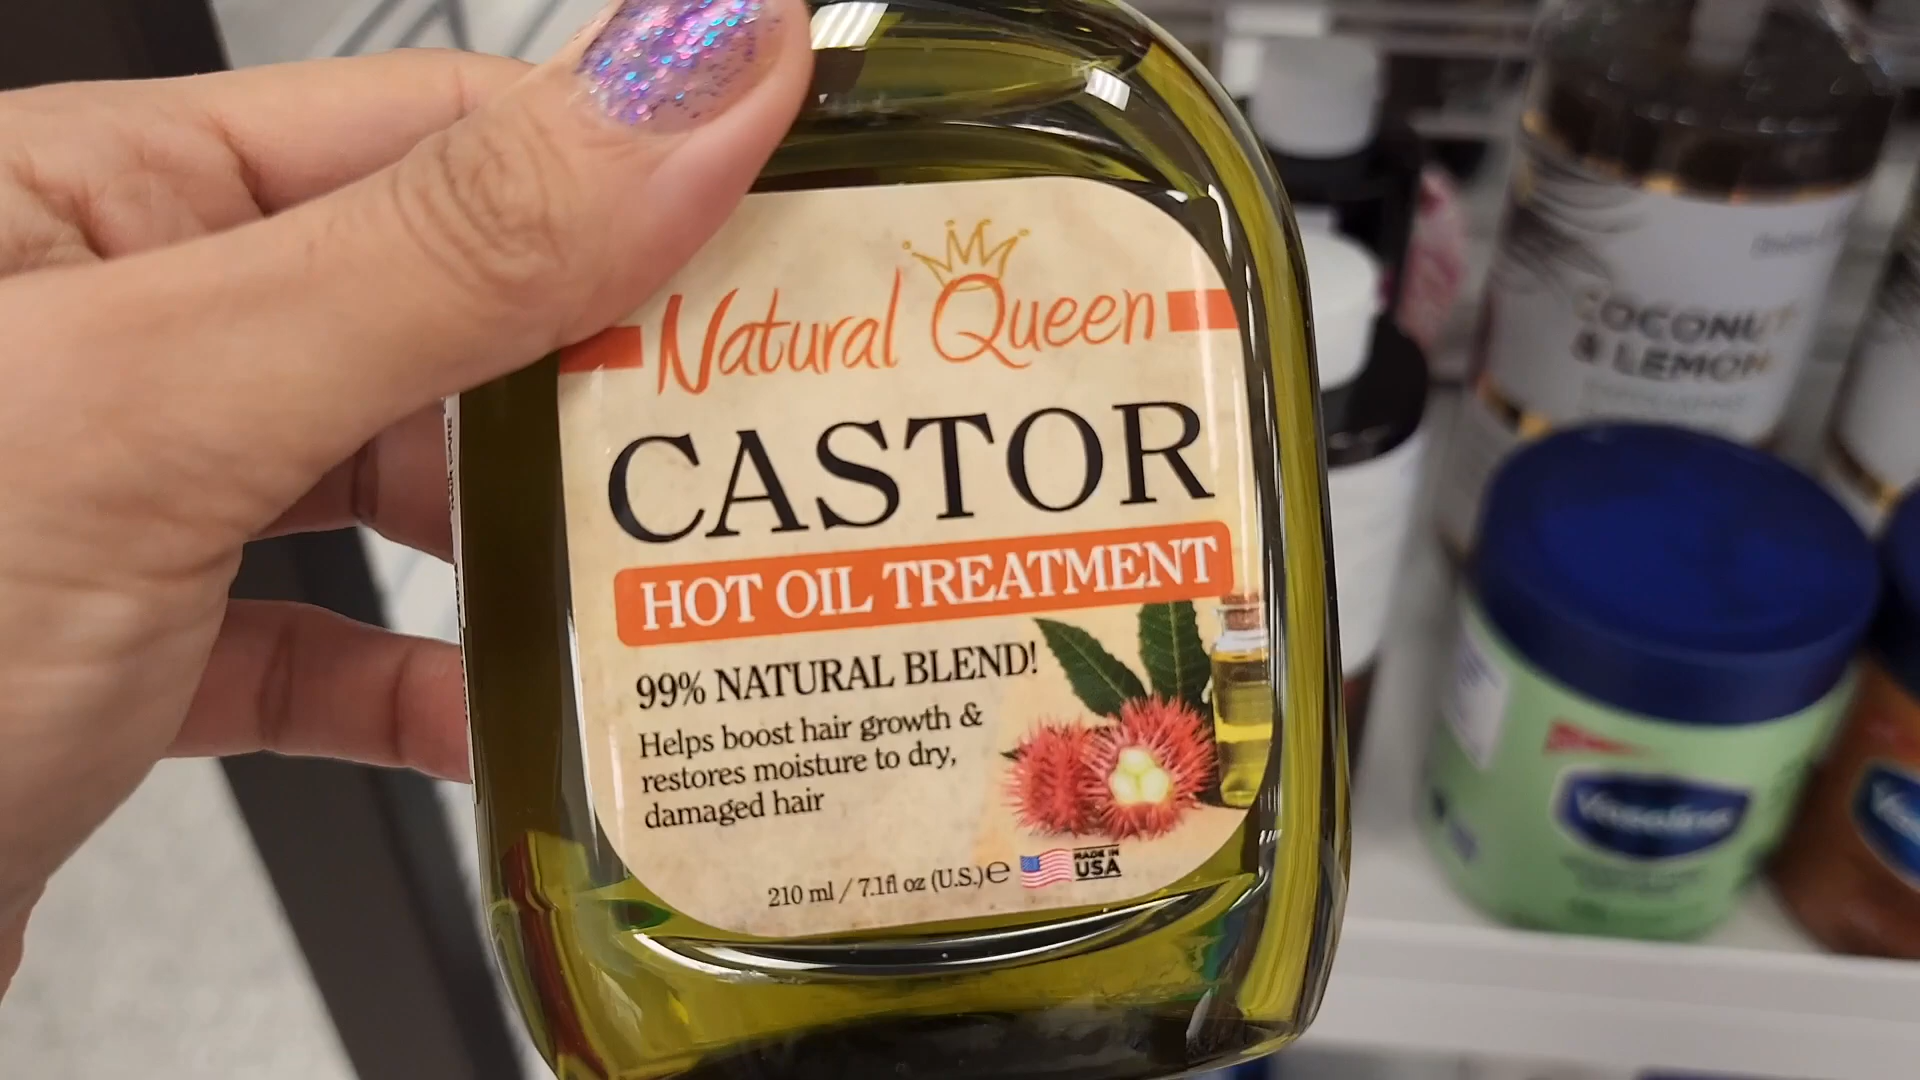 Natural Queen
CASTOR
HOT OIL TREATMENT
99% NATURAL BLEND!
Helps boost hair growth &
restores moisture to dry,
damaged hair
210 ml / 7.1fl oz (U.S.) ℮
MADE IN
USA
COCONUT
& LEMON
Vaseline